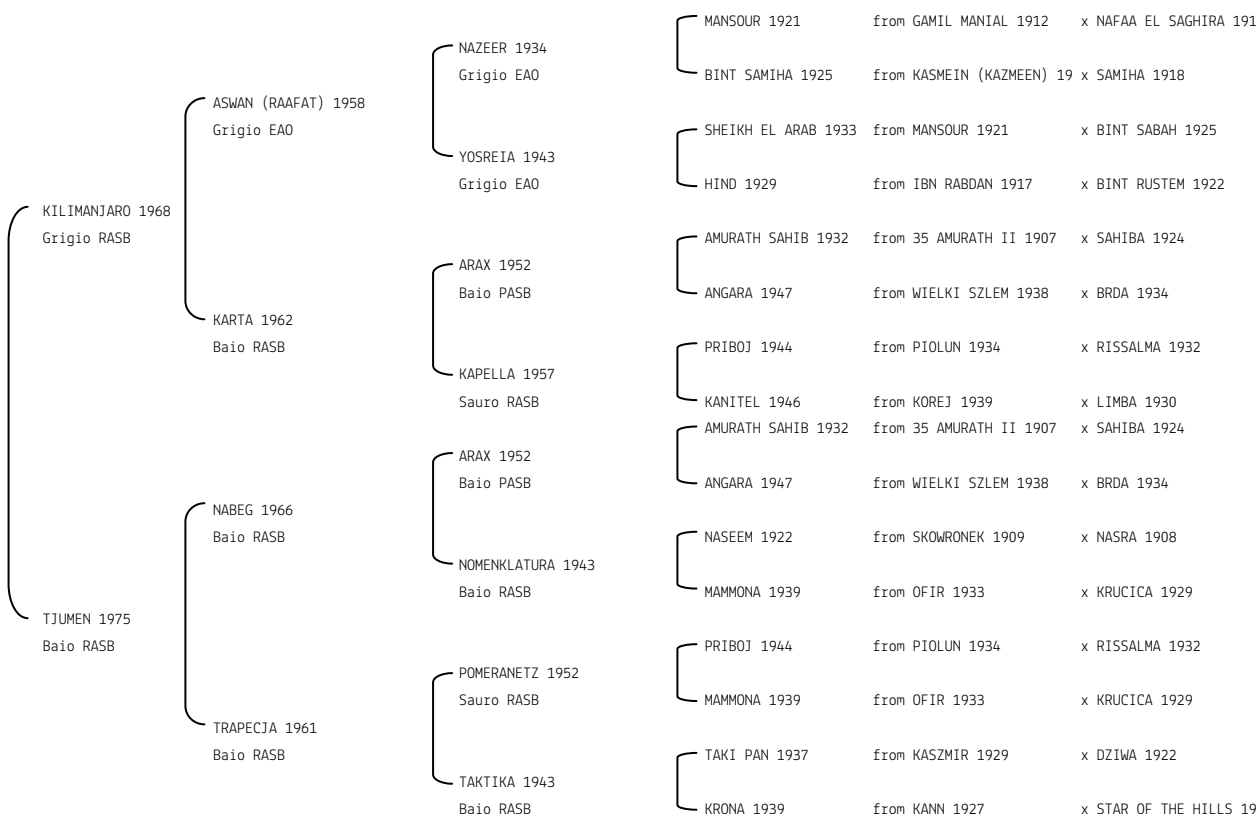 MANSOUR 1921 from GAMIL MANIAL 1912 x NAFAA EL SAGHIRA 191
NAZEER 1934
Grigio EAO BINT SAMIHA 1925 from KASMEIN (KAZMEEN) 19 x SAMIHA 1918
ASWAN (RAAFAT) 1958
Grigio EAO SHEIKH EL ARAB 1933 from MANSOUR 1921 x BINT SABAH 1925
YOSREIA 1943
Grigio EAO HIND 1929 from IBN RABDAN 1917 x BINT RUSTEM 1922
KILIMANJARO 1968
Grigio RASB AMURATH SAHIB 1932 from 35 AMURATH II 1907 x SAHIBA 1924
ARAX 1952
Baio PASB ANGARA 1947 from WIELKI SZLEM 1938 x BRDA 1934
KARTA 1962
Baio RASB PRIBOJ 1944 from PIOLUN 1934 x RISSALMA 1932
KAPELLA 1957
Sauro RASB KANITEL 1946 from KOREJ 1939 x LIMBA 1930
AMURATH SAHIB 1932 from 35 AMURATH II 1907 x SAHIBA 1924
ARAX 1952
Baio PASB ANGARA 1947 from WIELKI SZLEM 1938 x BRDA 1934
NABEG 1966
Baio RASB NASEEM 1922 from SKOWRONEK 1909 x NASRA 1908
NOMENKLATURA 1943
Baio RASB MAMMONA 1939 from OFIR 1933 x KRUCICA 1929
TJUMEN 1975
Baio RASB PRIBOJ 1944 from PIOLUN 1934 x RISSALMA 1932
POMERANETZ 1952
Sauro RASB MAMMONA 1939 from OFIR 1933 x KRUCICA 1929
TRAPECJA 1961
Baio RASB TAKI PAN 1937 from KASZMIR 1929 x DZIWA 1922
TAKTIKA 1943
Baio RASB KRONA 1939 from KANN 1927 x STAR OF THE HILLS 19